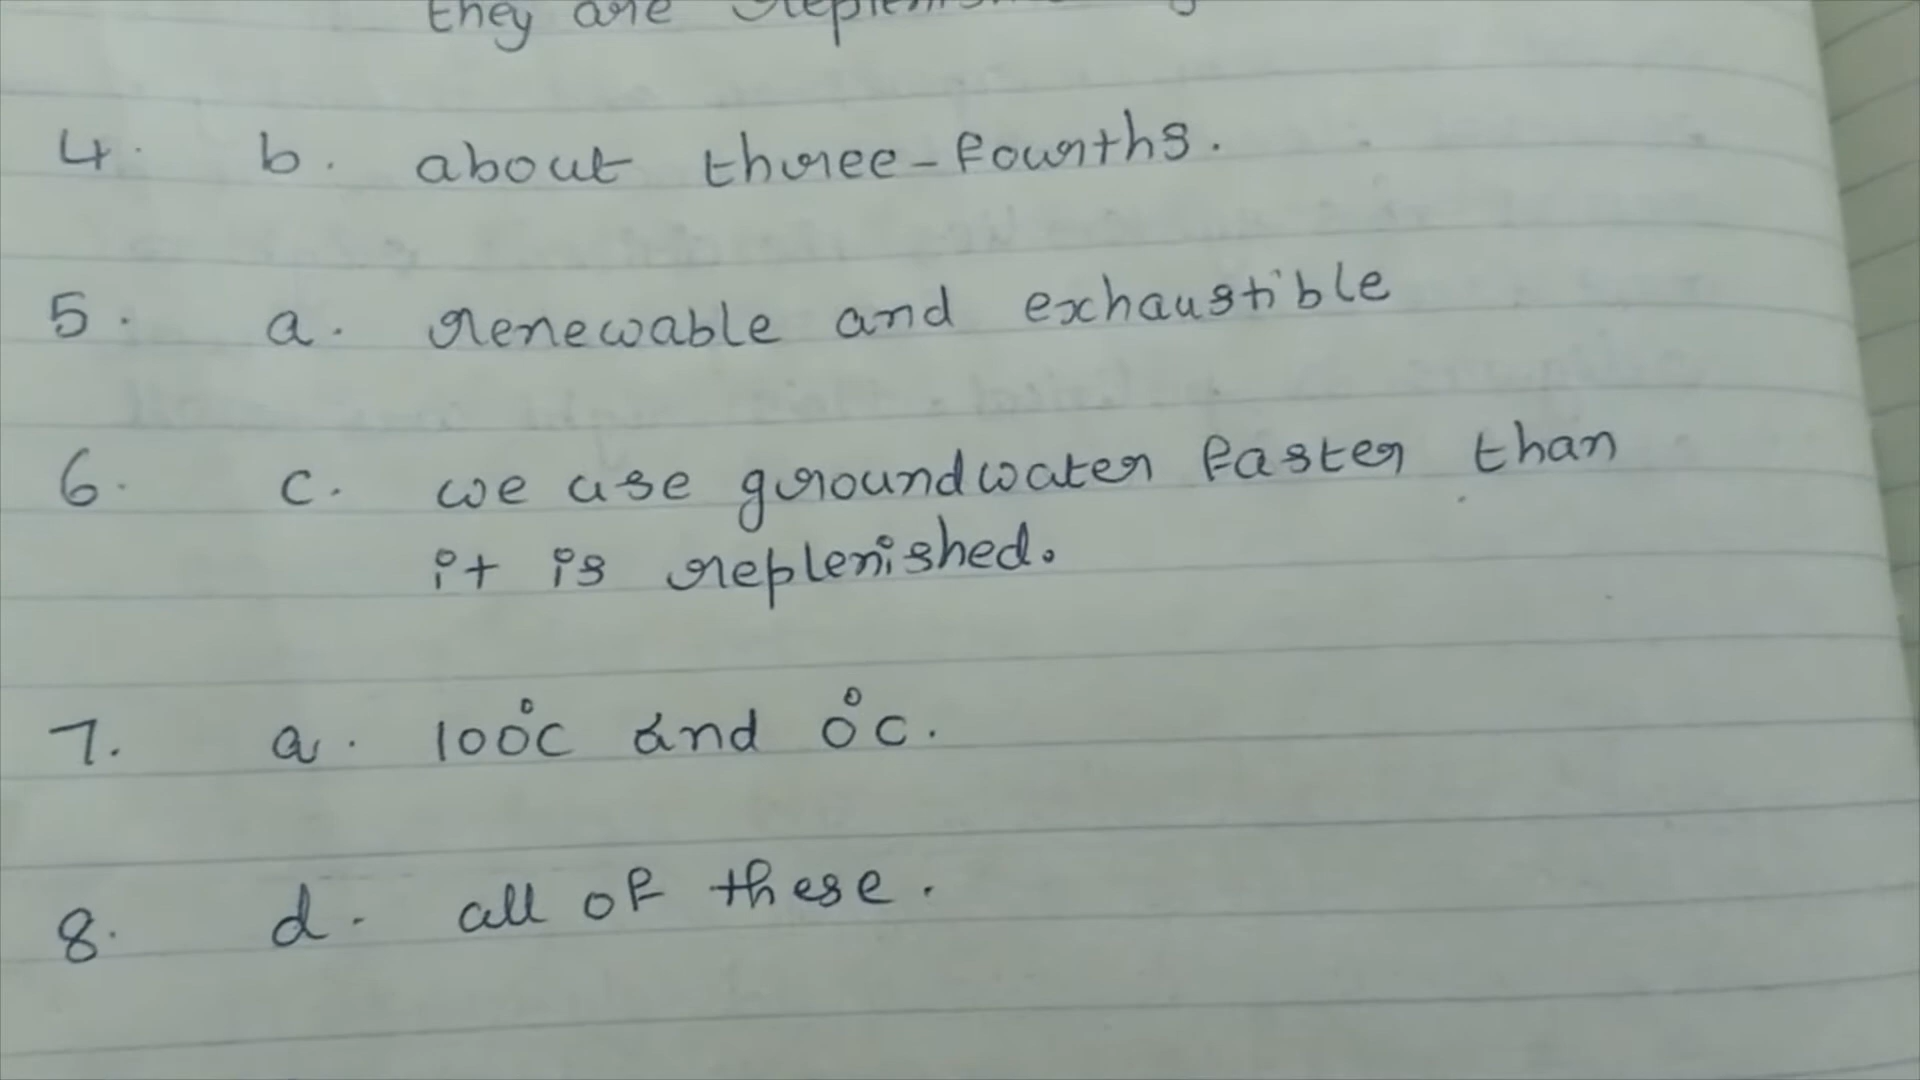 they are
4. b. about three-fourths.
5. a. renewable and exhaustible
6. c. we use groundwater faster than
it is replenished.
7. a. 100°C and 0°C.
8. d. all of these.